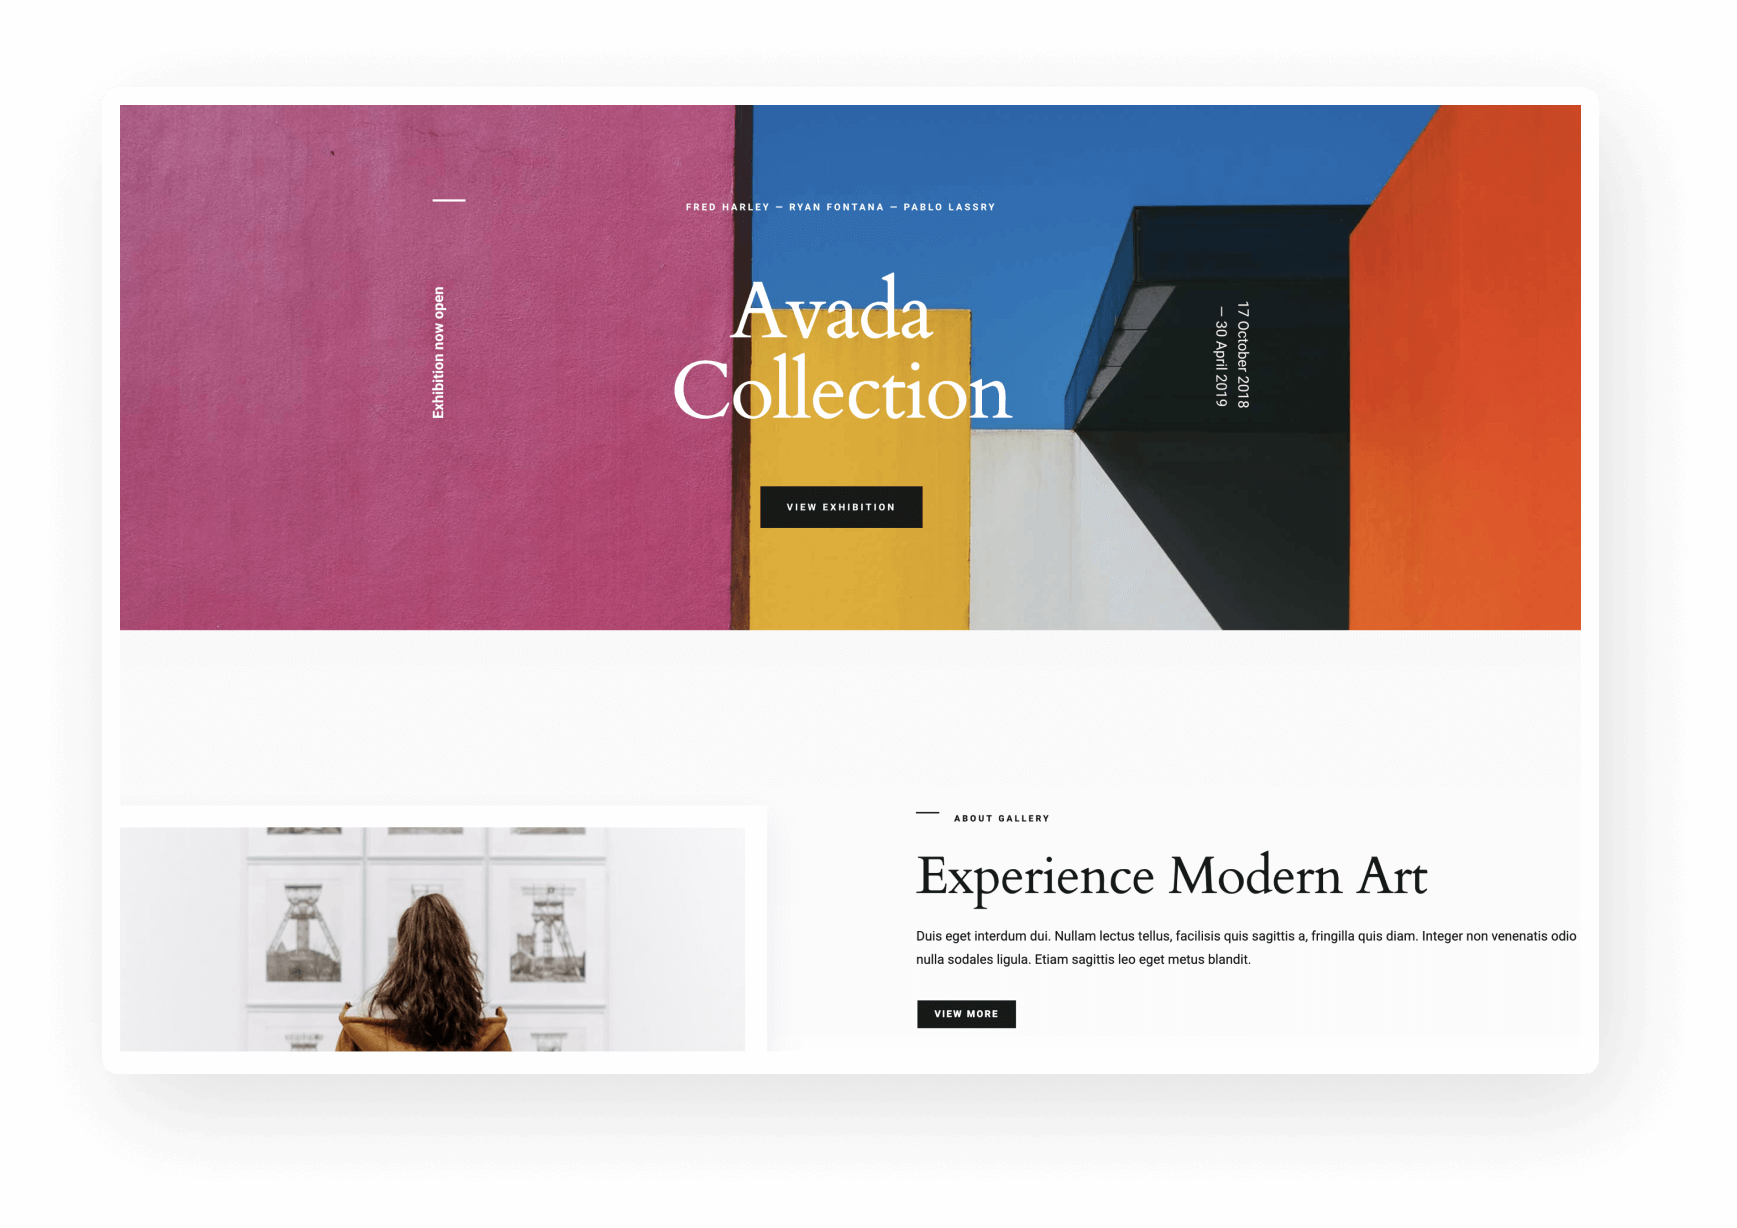 FRED HARLEY — RYAN FONTANA — PABLO LASSRY
Exhibition now open
Avada
Collection
17 October 2018
— 30 April 2019
VIEW EXHIBITION
ABOUT GALLERY
Experience Modern Art
Duis eget interdum dui. Nullam lectus tellus, facilisis quis sagittis a, fringilla quis diam. Integer non venenatis odio
nulla sodales ligula. Etiam sagittis leo eget metus blandit.
VIEW MORE